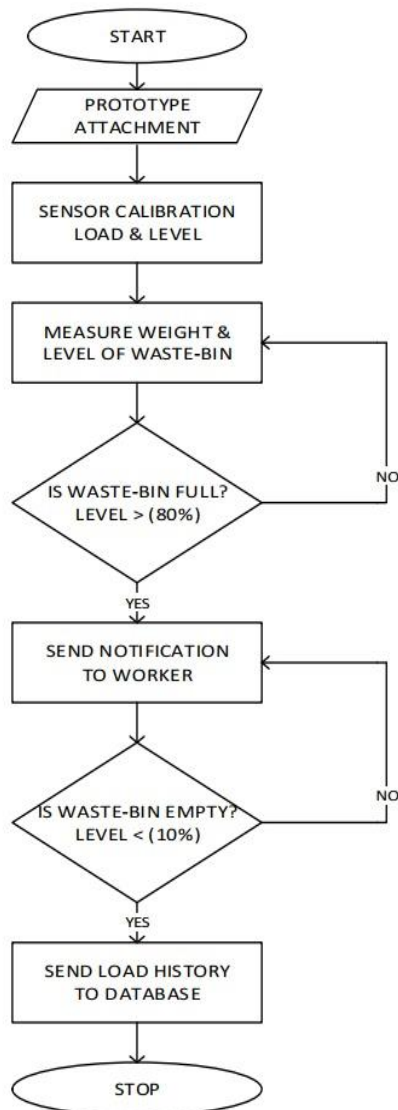 START
PROTOTYPE
ATTACHMENT
SENSOR CALIBRATION
LOAD & LEVEL
MEASURE WEIGHT &
LEVEL OF WASTE-BIN
IS WASTE-BIN FULL?
LEVEL > (80%)
NO
YES
SEND NOTIFICATION
TO WORKER
IS WASTE-BIN EMPTY?
LEVEL < (10%)
NO
YES
SEND LOAD HISTORY
TO DATABASE
STOP